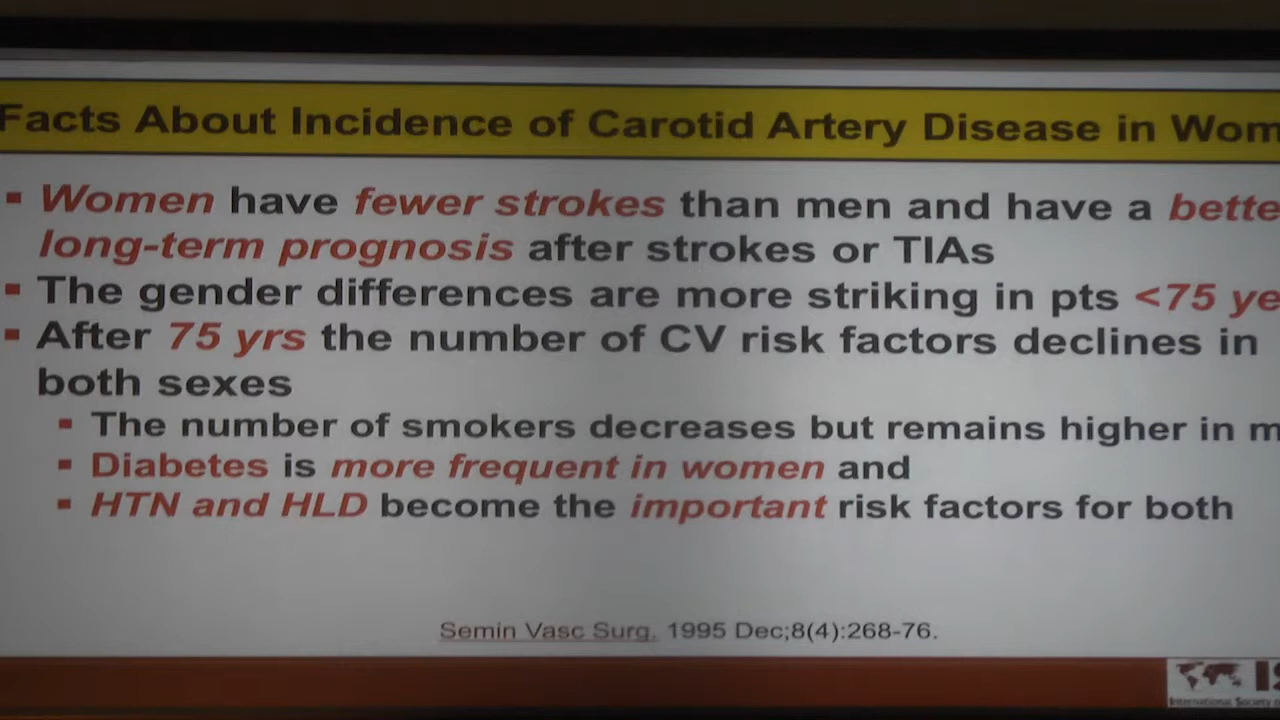 Facts About Incidence of Carotid Artery Disease in Wom
▪ Women have fewer strokes than men and have a bette
long-term prognosis after strokes or TIAs
▪ The gender differences are more striking in pts <75 ye
▪ After 75 yrs the number of CV risk factors declines in
both sexes
▪ The number of smokers decreases but remains higher in m
▪ Diabetes is more frequent in women and
▪ HTN and HLD become the important risk factors for both
Semin Vasc Surg. 1995 Dec;8(4):268-76.
IS
International Society